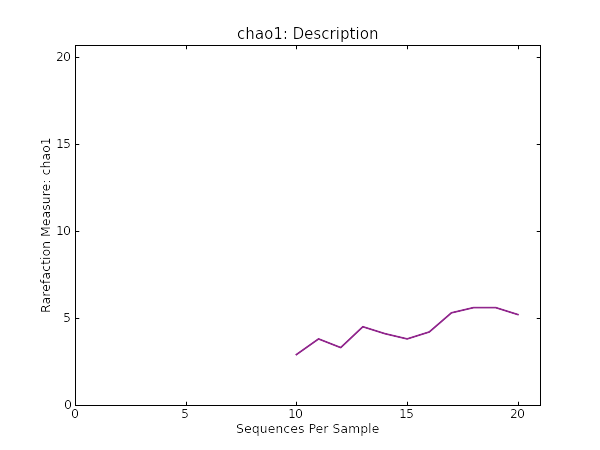 chao1: Description
20
15
10
5
0
Rarefaction Measure: chao1
0 5 10 15 20
Sequences Per Sample